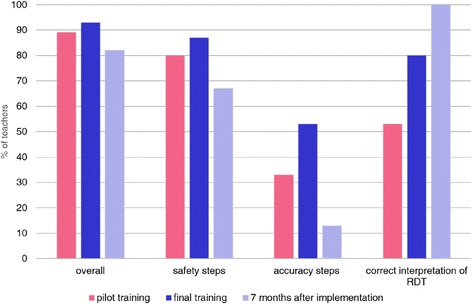 100
90
80
70
60
50
40
30
20
10
0
% of teachers
overall
safety steps
accuracy steps
correct interpretation of
RDT
pilot training
final training
7 months after implementation